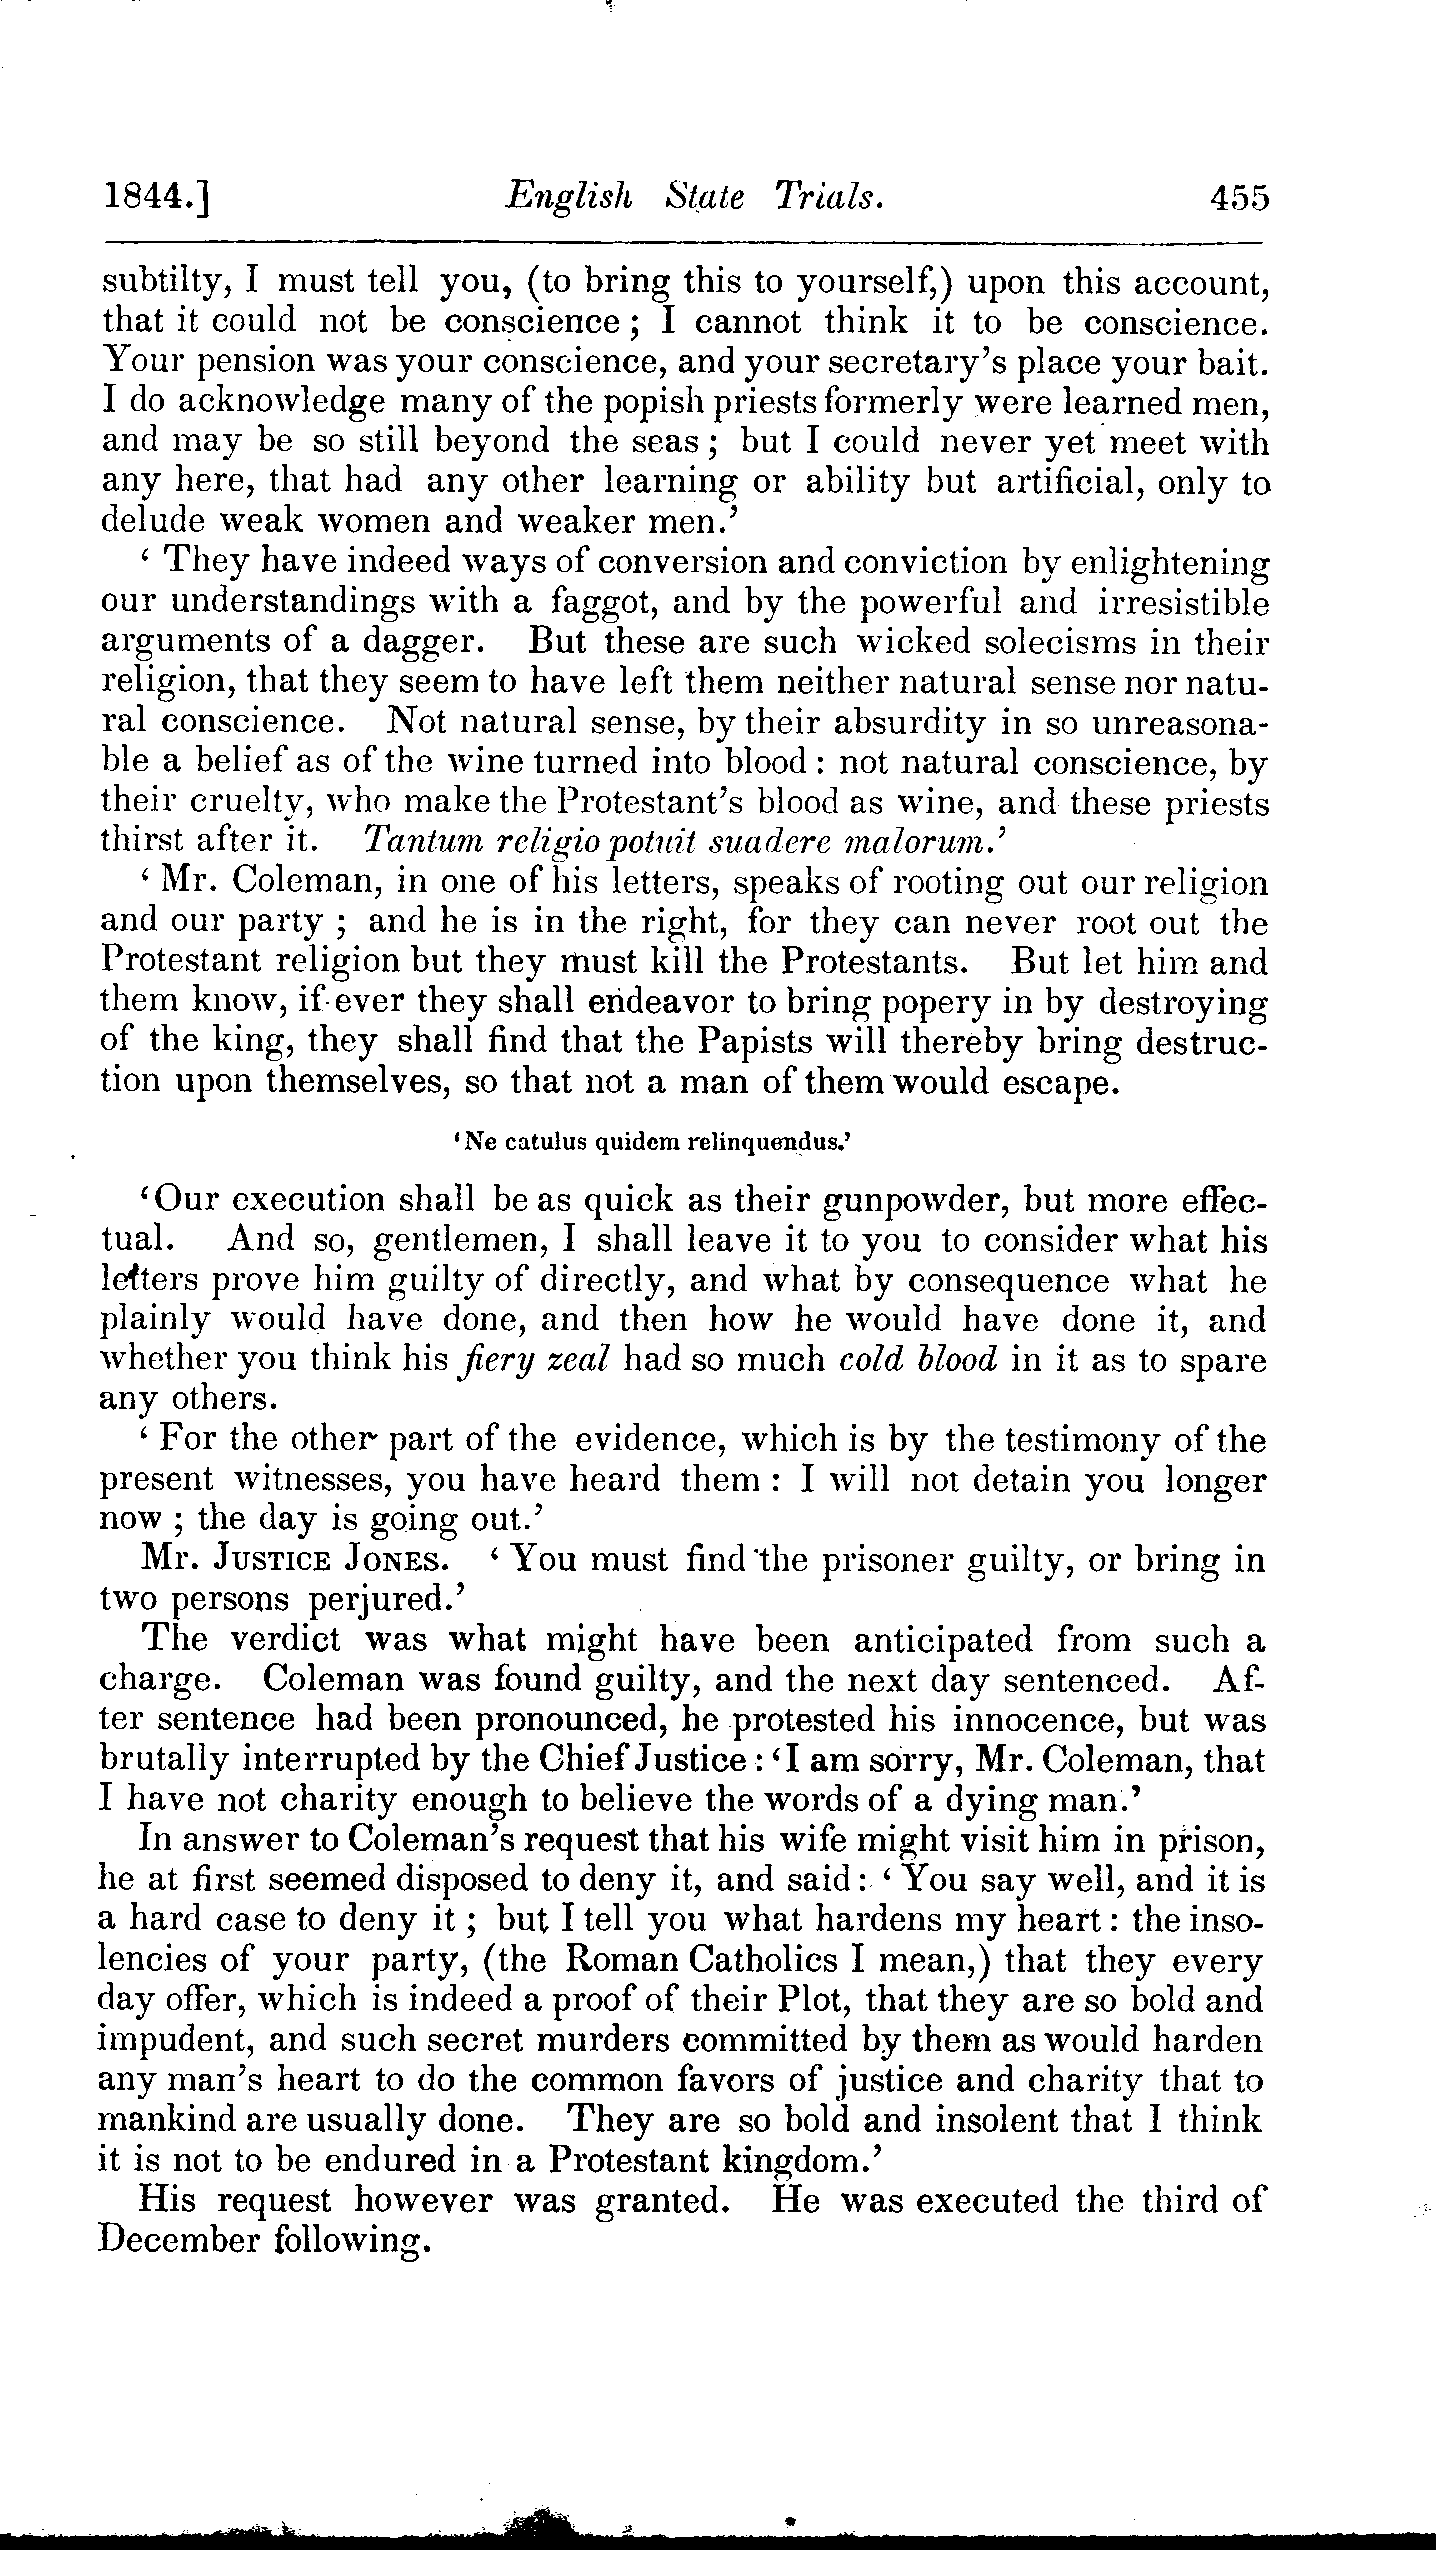 1844.] English State Trials. 455
subtilty, I must tell you, (to bring this to yourself,) upon this account,
that it could not be conscience ; I cannot think it to be conscience.
Your pension was your conscience, and your secretary's place your bait.
I do acknowledge many of the popish priests formerly were learned men,
and may be so still beyond the seas ; but I could never yet meet with
any here, that had any other learning or ability but artificial, only to
delude weak women and weaker men.'
‘ They have indeed ways of conversion and conviction by enlightening
our understandings with a faggot, and by the powerful and irresistible
arguments of a dagger. But these are such wicked solecisms in their
religion, that they seem to have left them neither natural sense nor natu-
ral conscience. Not natural sense, by their absurdity in so unreasona-
ble a belief as of the wine turned into blood : not natural conscience, by
their cruelty, who make the Protestant's blood as wine, and these priests
thirst after it. Tantum religio potuit suadere malorum.'
‘ Mr. Coleman, in one of his letters, speaks of rooting out our religion
and our party ; and he is in the right, for they can never root out the
Protestant religion but they must kill the Protestants. But let him and
them know, if ever they shall endeavor to bring popery in by destroying
of the king, they shall find that the Papists will thereby bring destruc-
tion upon themselves, so that not a man of them would escape.
‘Ne catulus quidem relinquendus.'
‘Our execution shall be as quick as their gunpowder, but more effec-
tual. And so, gentlemen, I shall leave it to you to consider what his
letters prove him guilty of directly, and what by consequence what he
plainly would have done, and then how he would have done it, and
whether you think his fiery zeal had so much cold blood in it as to spare
any others.
‘ For the other part of the evidence, which is by the testimony of the
present witnesses, you have heard them : I will not detain you longer
now ; the day is going out.'
Mr. JUSTICE JONES. ‘ You must find the prisoner guilty, or bring in
two persons perjured.'
The verdict was what might have been anticipated from such a
charge. Coleman was found guilty, and the next day sentenced. Af-
ter sentence had been pronounced, he protested his innocence, but was
brutally interrupted by the Chief Justice : ‘I am sorry, Mr. Coleman, that
I have not charity enough to believe the words of a dying man.'
In answer to Coleman's request that his wife might visit him in prison,
he at first seemed disposed to deny it, and said : ‘ You say well, and it is
a hard case to deny it ; but I tell you what hardens my heart : the inso-
lencies of your party, (the Roman Catholics I mean,) that they every
day offer, which is indeed a proof of their Plot, that they are so bold and
impudent, and such secret murders committed by them as would harden
any man's heart to do the common favors of justice and charity that to
mankind are usually done. They are so bold and insolent that I think
it is not to be endured in a Protestant kingdom.'
His request however was granted. He was executed the third of
December following.